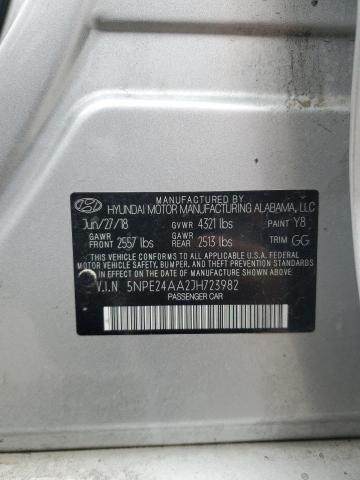 MANUFACTURED BY
HYUNDAI MOTOR MANUFACTURING ALABAMA, LLC
Jun/27/18 GVWR 4321 lbs PAINT Y8
GAWR FRONT 2557 lbs GAWR REAR 2513 lbs TRIM GG
THIS VEHICLE CONFORMS TO ALL APPLICABLE U.S.A. FEDERAL
MOTOR VEHICLE SAFETY, BUMPER, AND THEFT PREVENTION
STANDARDS IN EFFECT ON THE DATE OF MANUFACTURE
SHOWN ABOVE.
V.I.N 5NPE24AA2JH723982
PASSENGER CAR